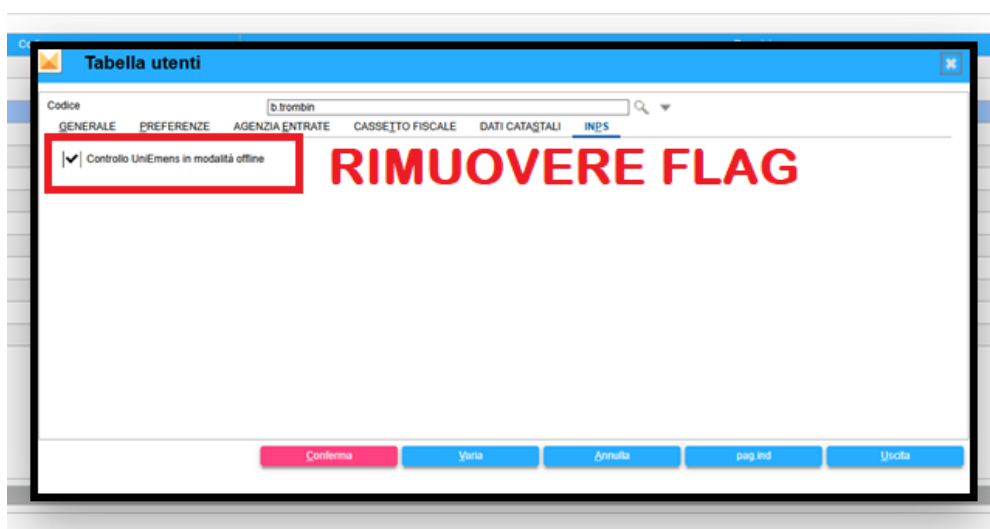 Tabella utenti
Codice
b.trombin
GENERALE PREFERENZE AGENZIA ENTRATE CASSETTO FISCALE DATI CATASTALI INPS
Controllo UniEmens in modalità offline
RIMUOVERE FLAG
Conferma Varia Annulla pag.ind Uscita